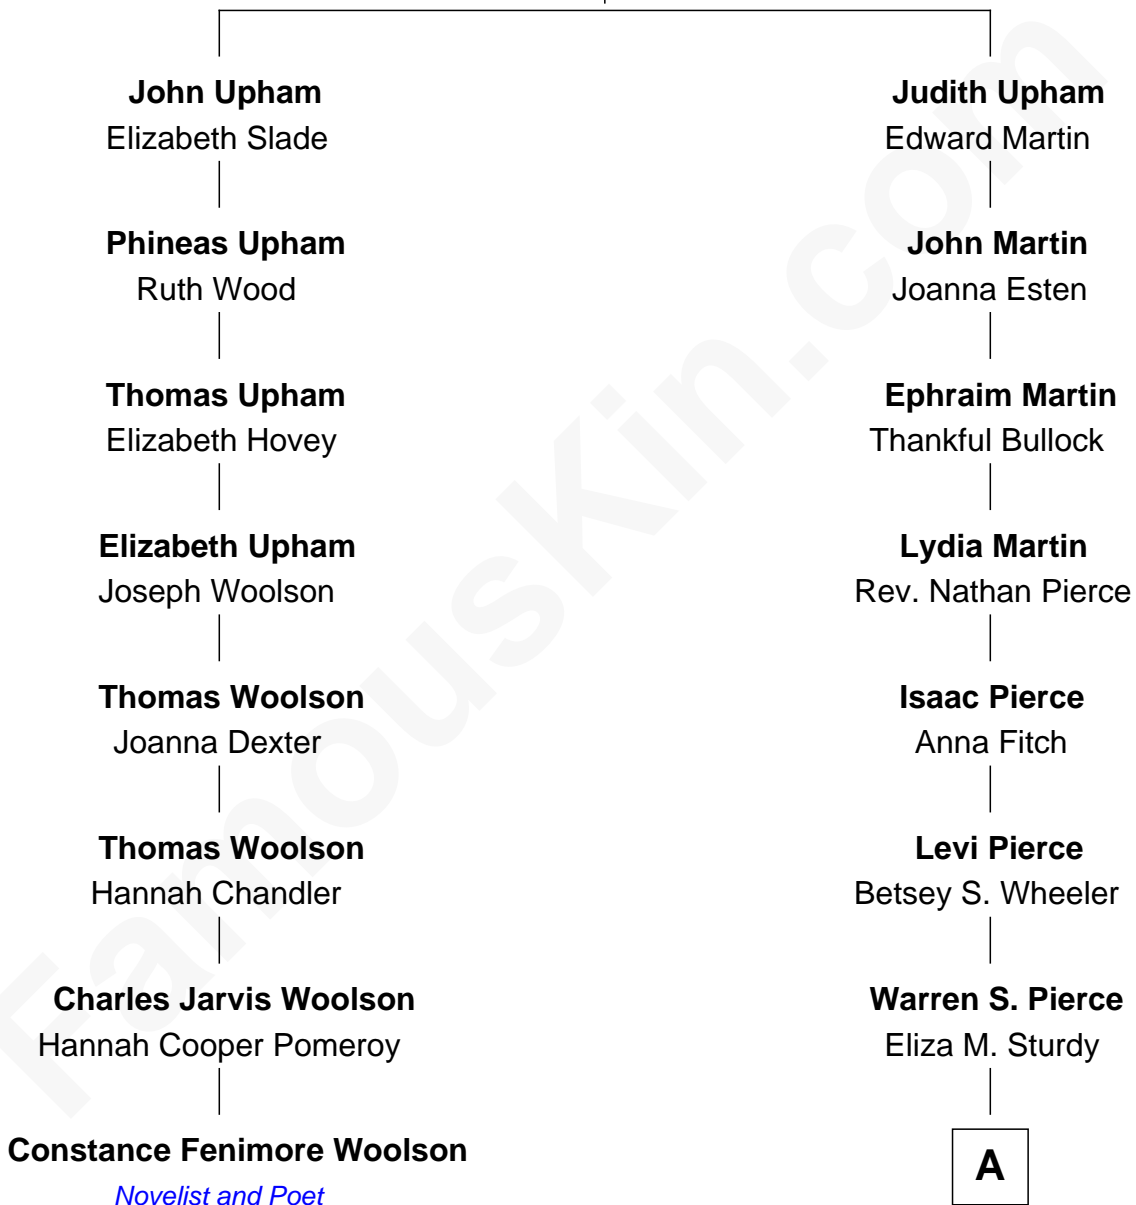 John Upham
Elizabeth Slade
Phineas Upham
Ruth Wood
Thomas Upham
Elizabeth Hovey
Elizabeth Upham
Joseph Woolson
Thomas Woolson
Joanna Dexter
Thomas Woolson
Hannah Chandler
Charles Jarvis Woolson
Hannah Cooper Pomeroy
Constance Fenimore Woolson
Novelist and Poet
Judith Upham
Edward Martin
John Martin
Joanna Esten
Ephraim Martin
Thankful Bullock
Lydia Martin
Rev. Nathan Pierce
Isaac Pierce
Anna Fitch
Levi Pierce
Betsey S. Wheeler
Warren S. Pierce
Eliza M. Sturdy
A
FamousKin.com